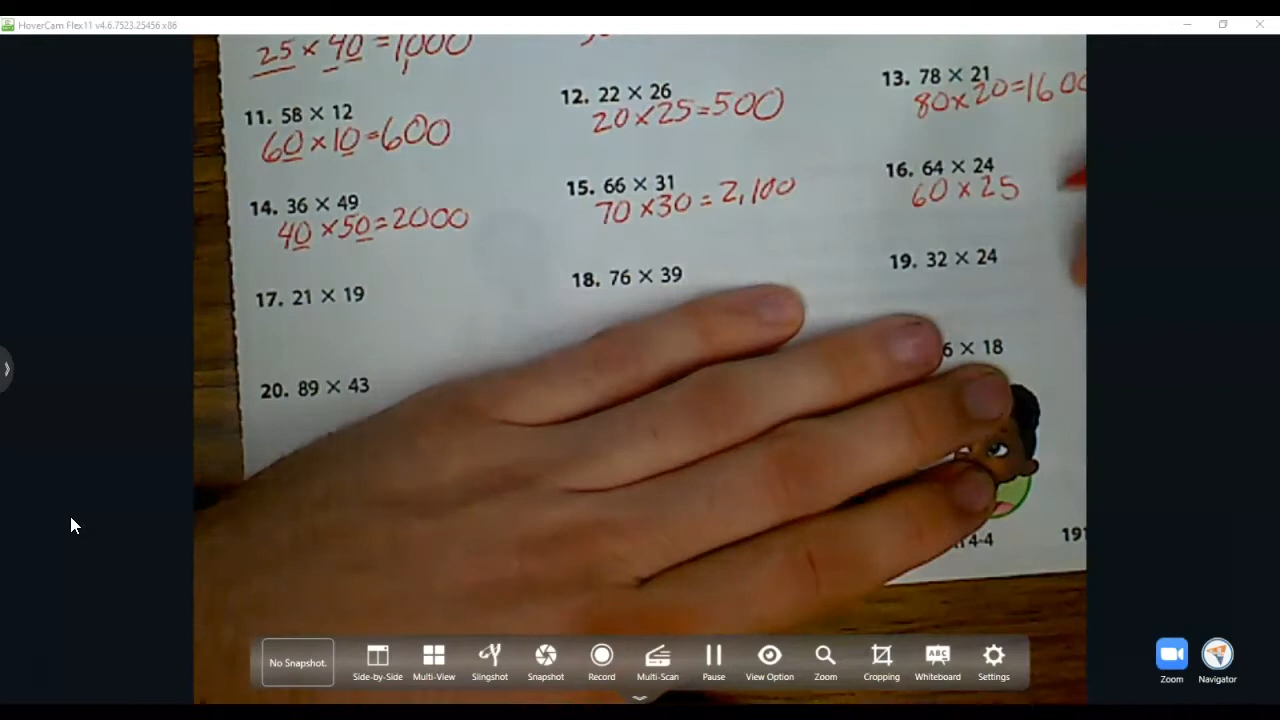 HoverCam Flex11 v4.6.7523.25456 x86
25 × 40 = 1,000
11. 58 × 12
60 × 10 = 600
12. 22 × 26
20 × 25 = 500
13. 78 × 21
80 × 20 = 1600
14. 36 × 49
40 × 50 = 2000
15. 66 × 31
70 × 30 = 2,100
16. 64 × 24
60 × 25
17. 21 × 19
18. 76 × 39
19. 32 × 24
20. 89 × 43
6 × 18
4-4
191
No Snapshot.
Side-by-Side
Multi-View
Slingshot
Snapshot
Record
Multi-Scan
Pause
View Option
Zoom
Cropping
ABC
Whiteboard
Settings
Zoom
Navigator